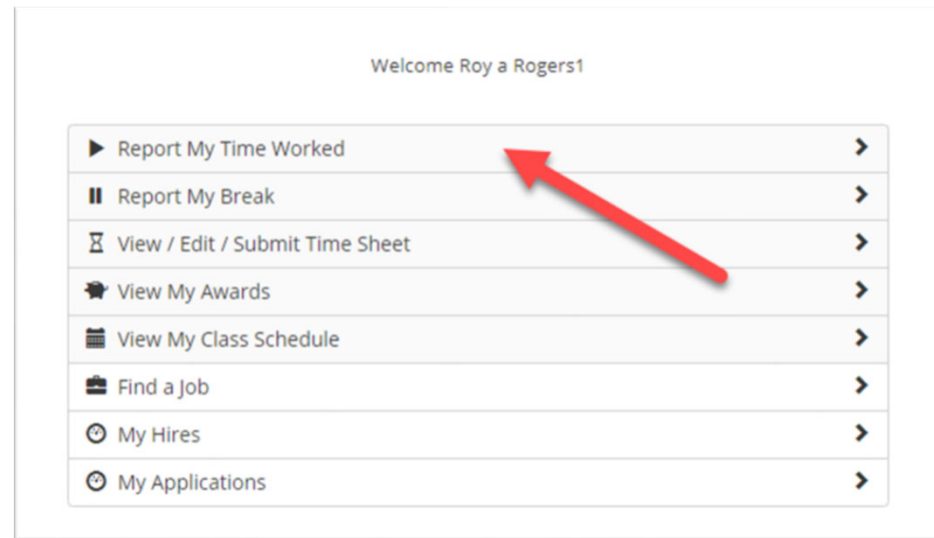 Welcome Roy a Rogers1
Report My Time Worked
Report My Break
View / Edit / Submit Time Sheet
View My Awards
View My Class Schedule
Find a Job
My Hires
My Applications